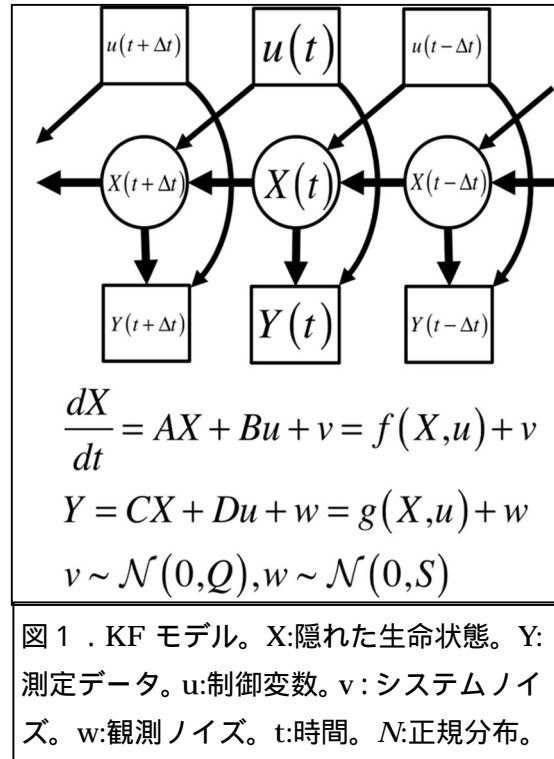 u(t+Δt) u(t) u(t−Δt)
X(t+Δt) X(t) X(t−Δt)
Y(t+Δt) Y(t) Y(t−Δt)
dX/dt = AX + Bu + v = f(X,u) + v
Y = CX + Du + w = g(X,u) + w
v ~ N(0,Q), w ~ N(0,S)
図１．KF モデル。X:隠れた生命状態。Y:
測定データ。u:制御変数。v：システムノイ
ズ。w:観測ノイズ。t:時間。N:正規分布。